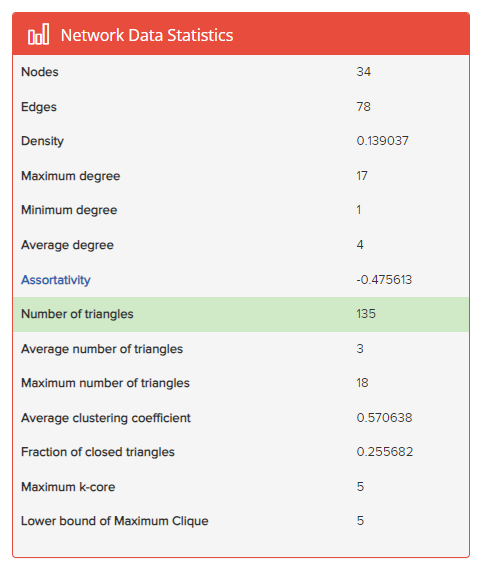 Network Data Statistics
Nodes 34
Edges 78
Density 0.139037
Maximum degree 17
Minimum degree 1
Average degree 4
Assortativity -0.475613
Number of triangles 135
Average number of triangles 3
Maximum number of triangles 18
Average clustering coefficient 0.570638
Fraction of closed triangles 0.255682
Maximum k-core 5
Lower bound of Maximum Clique 5